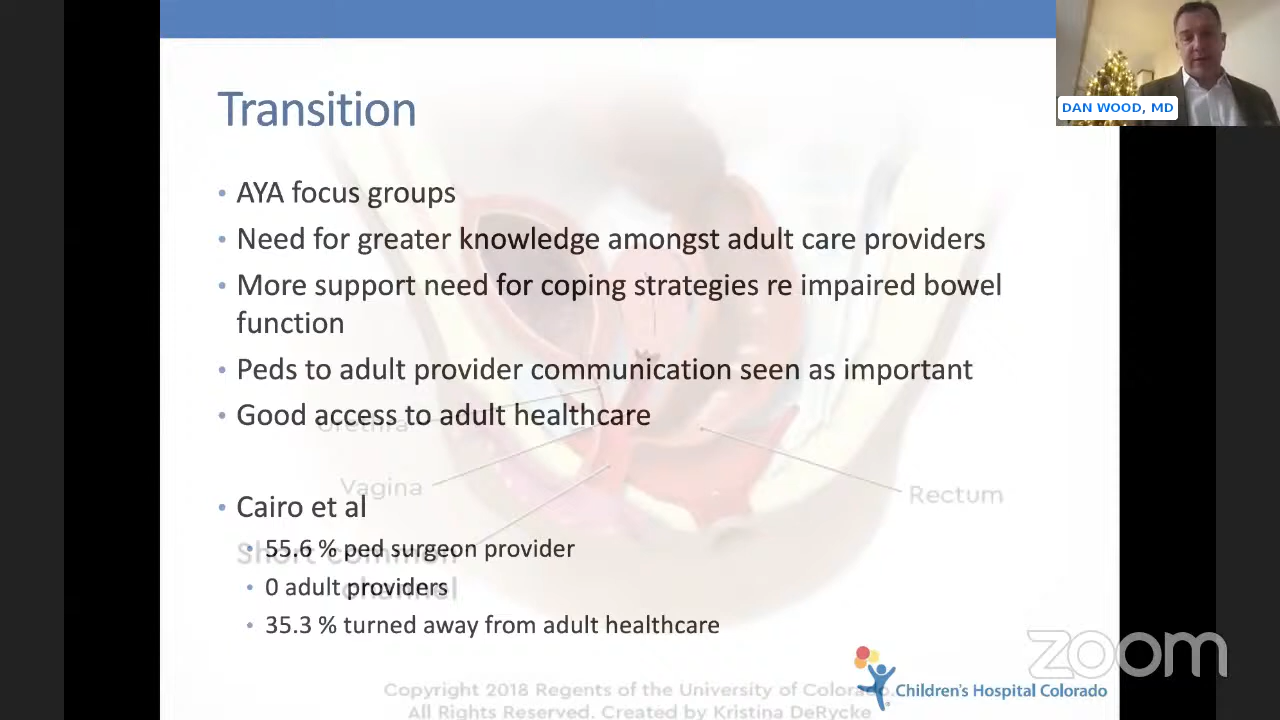 DAN WOOD, MD
Transition
• AYA focus groups
• Need for greater knowledge amongst adult care providers
• More support need for coping strategies re impaired bowel
function
• Peds to adult provider communication seen as important
• Good access to adult healthcare
Urethra
Vagina
Rectum
• Cairo et al
Short common
channel
• 55.6 % ped surgeon provider
• 0 adult providers
• 35.3 % turned away from adult healthcare
zoom
Children's Hospital Colorado
Copyright 2018 Regents of the University of Colorado.
All Rights Reserved. Created by Kristina DeRycke